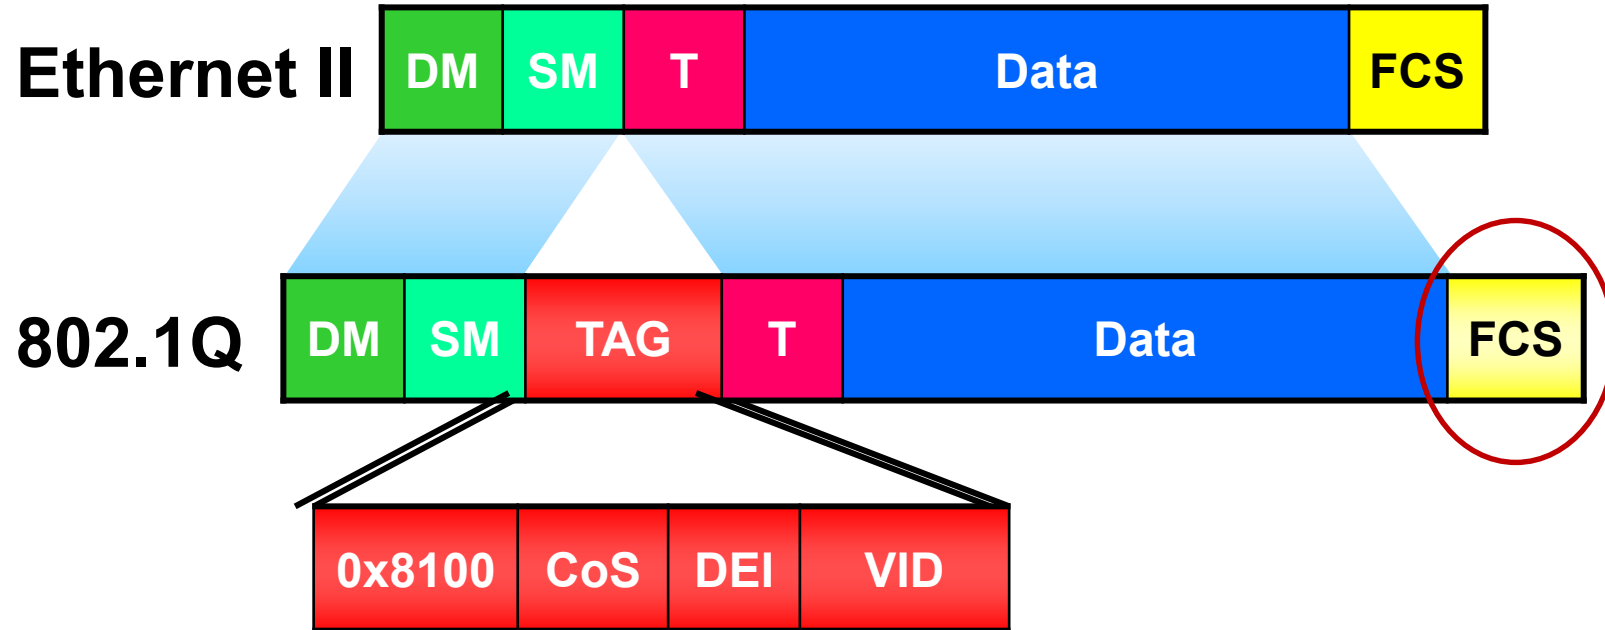 Ethernet II DM SM T Data FCS
802.1Q DM SM TAG T Data FCS
0x8100 CoS DEI VID